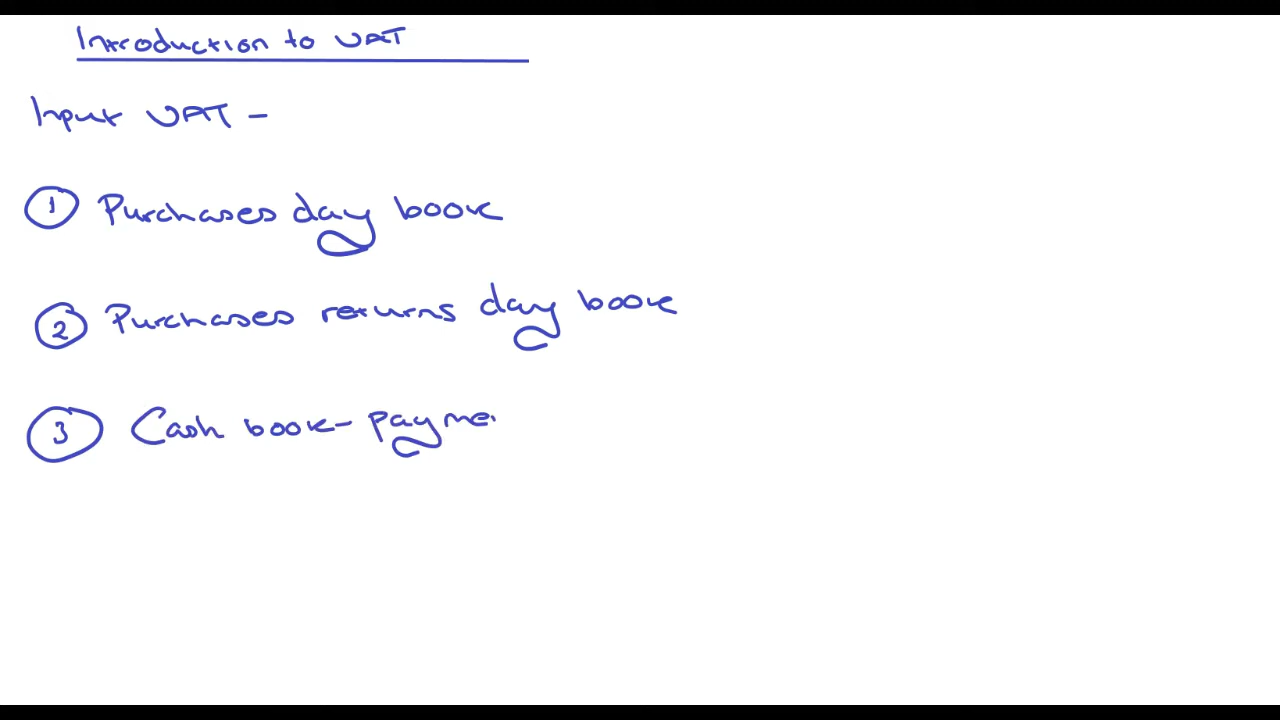 Introduction to VAT
Input VAT -
1 Purchases day book
2 Purchases returns day book
3 Cash book - payme